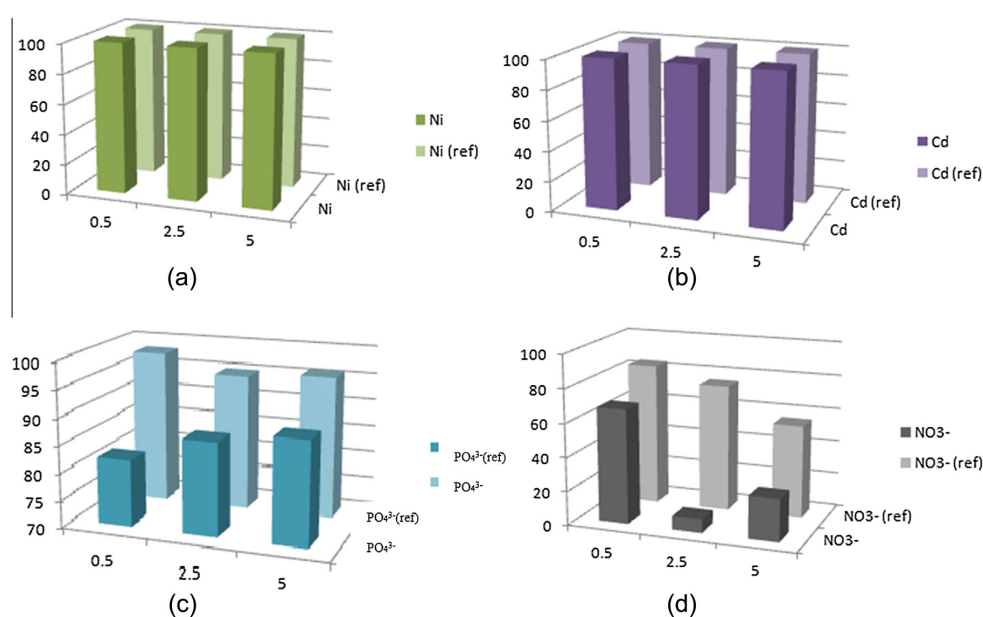 100
80
60
40
20
0
0.5
2.5
5
Ni (ref)
Ni
Ni
Ni (ref)
(a)
100
80
60
40
20
0
0.5
2.5
5
Cd (ref)
Cd
Cd
Cd (ref)
(b)
100
95
90
85
80
75
70
0.5
2.5
5
PO₄³⁻(ref)
PO₄³⁻
PO₄³⁻(ref)
PO₄³⁻
(c)
100
80
60
40
20
0
0.5
2.5
5
NO3- (ref)
NO3-
NO3-
NO3- (ref)
(d)